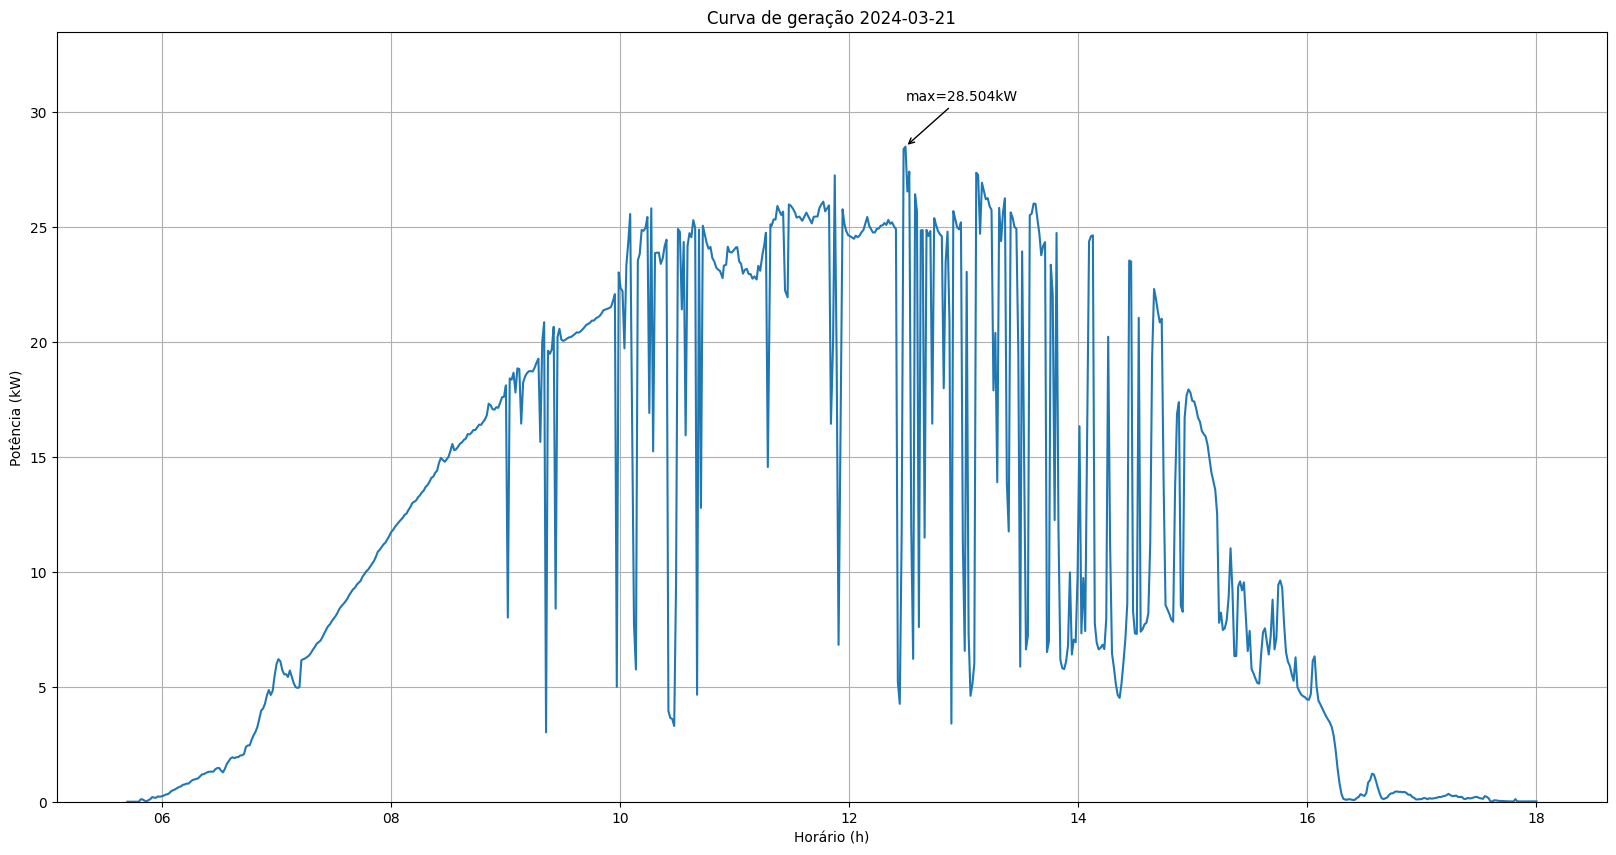 Curva de geração 2024-03-21
max=28.504kW
30
25
20
15
10
5
0
Potência (kW)
06 08 10 12 14 16 18
Horário (h)